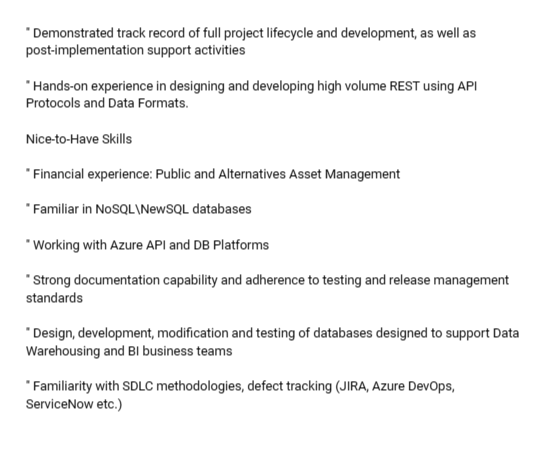 * Demonstrated track record of full project lifecycle and development, as well as
post-implementation support activities
* Hands-on experience in designing and developing high volume REST using API
Protocols and Data Formats.
Nice-to-Have Skills
* Financial experience: Public and Alternatives Asset Management
* Familiar in NoSQL\NewSQL databases
* Working with Azure API and DB Platforms
* Strong documentation capability and adherence to testing and release management
standards
* Design, development, modification and testing of databases designed to support Data
Warehousing and BI business teams
* Familiarity with SDLC methodologies, defect tracking (JIRA, Azure DevOps,
ServiceNow etc.)